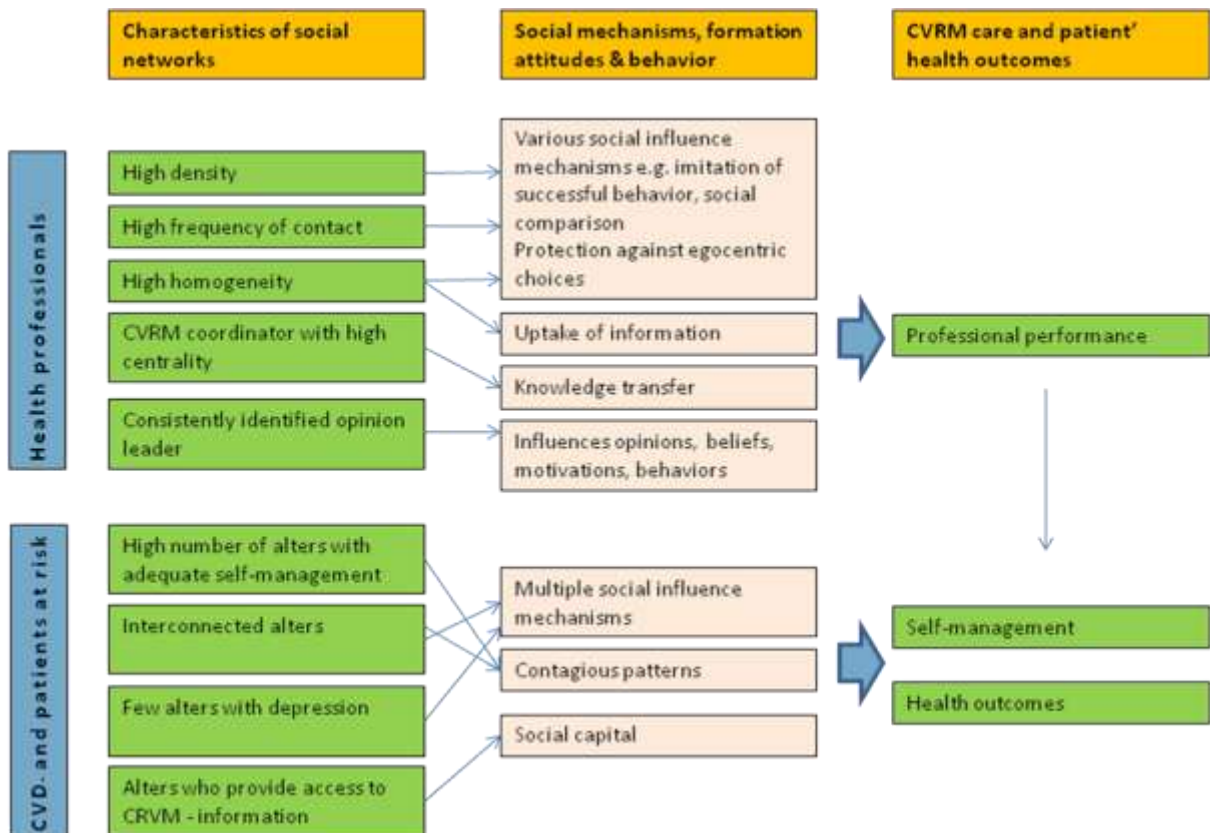 Characteristics of social
networks
Social mechanisms, formation
attitudes & behavior
CVRM care and patient'
health outcomes
Health professionals
High density
High frequency of contact
High homogeneity
CVRM coordinator with high
centrality
Consistently identified opinion
leader
Various social influence
mechanisms e.g. imitation of
successful behavior, social
comparison
Protection against egocentric
choices
Uptake of information
Knowledge transfer
Influences opinions, beliefs,
motivations, behaviors
Professional performance
CVD- and patients at risk
High number of alters with
adequate self-management
Interconnected alters
Few alters with depression
Alters who provide access to
CRVM - information
Multiple social influence
mechanisms
Contagious patterns
Social capital
Self-management
Health outcomes